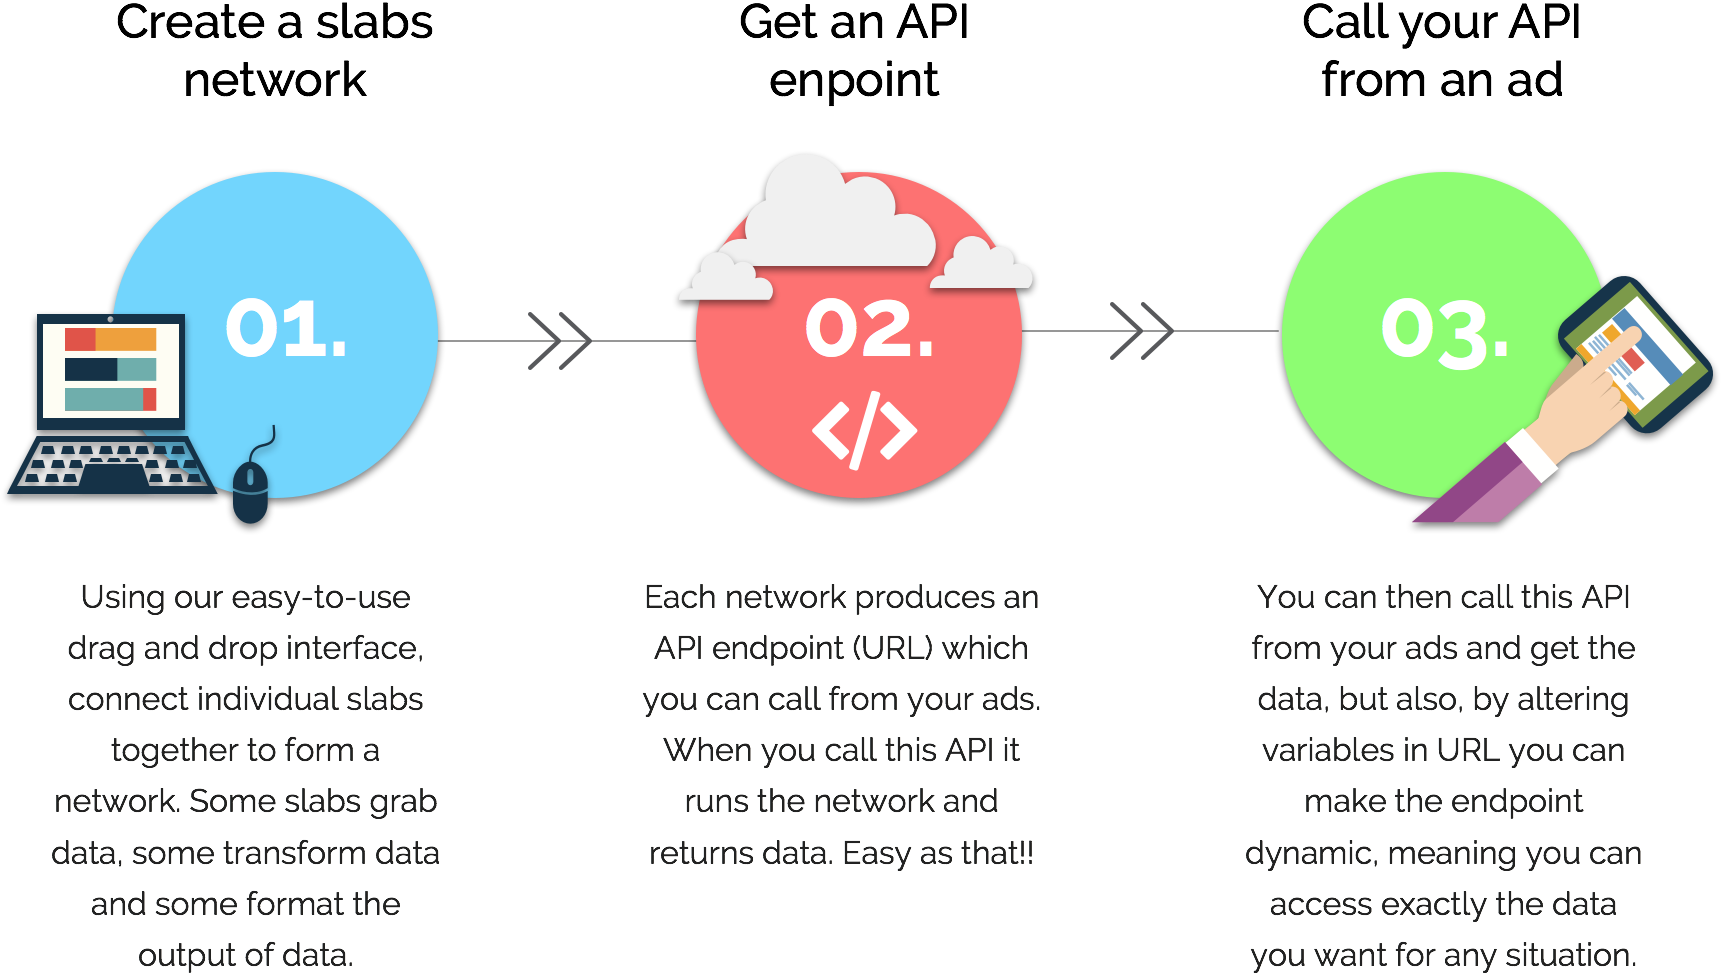 Create a slabs
network
01.
Using our easy-to-use
drag and drop interface,
connect individual slabs
together to form a
network. Some slabs grab
data, some transform data
and some format the
output of data.
Get an API
enpoint
02.
</>
Each network produces an
API endpoint (URL) which
you can call from your ads.
When you call this API it
runs the network and
returns data. Easy as that!!
Call your API
from an ad
03.
You can then call this API
from your ads and get the
data, but also, by altering
variables in URL you can
make the endpoint
dynamic, meaning you can
access exactly the data
you want for any situation.